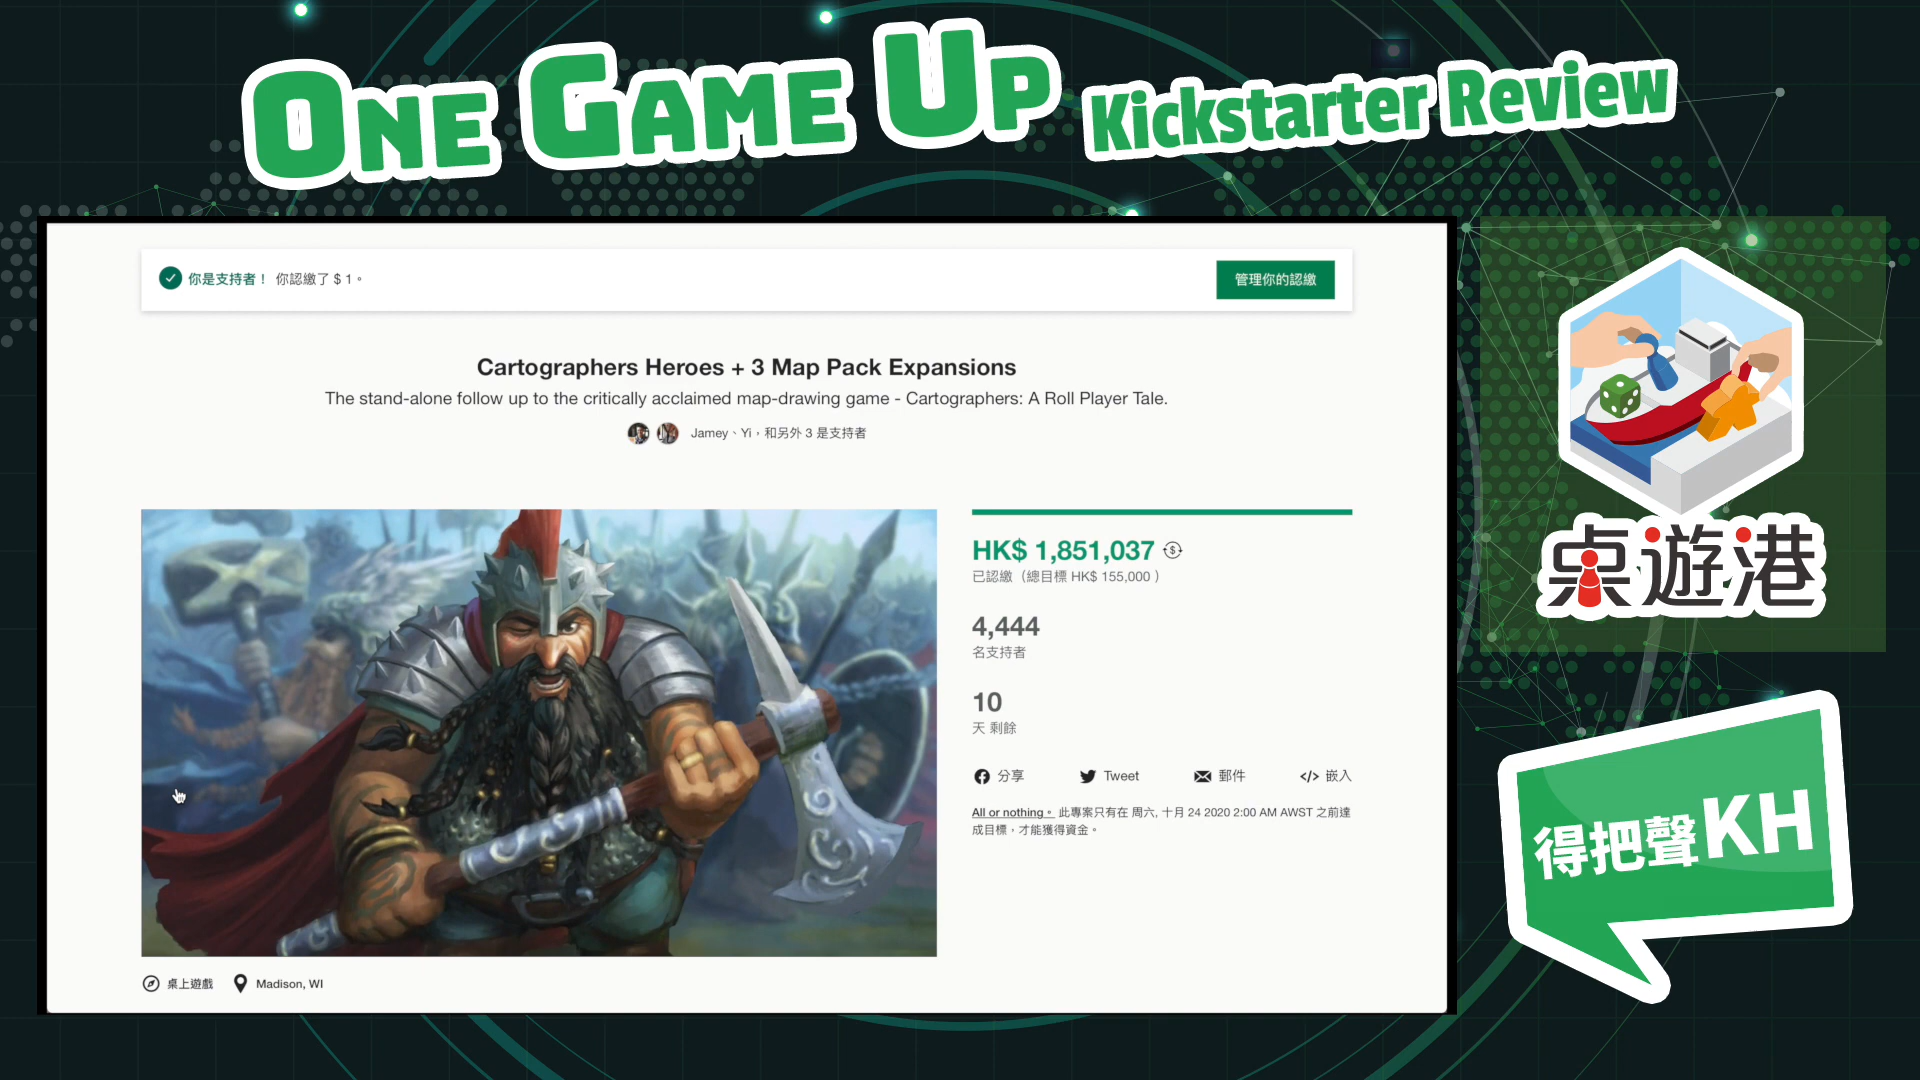 ONE GAME UP Kickstarter Review
你是支持者！ 你認繳了 $ 1。
管理你的認繳
Cartographers Heroes + 3 Map Pack Expansions
The stand-alone follow up to the critically acclaimed map-drawing game - Cartographers: A Roll Player Tale.
Jamey、Yi，和另外 3 是支持者
HK$ 1,851,037
已認繳（總目標 HK$ 155,000 ）
4,444
名支持者
10
天 剩餘
分享 Tweet 郵件 </> 嵌入
All or nothing。 此專案只有在 周六, 十月 24 2020 2:00 AM AWST 之前達
成目標，才能獲得資金。
桌上遊戲 Madison, WI
桌遊港
得把聲KH